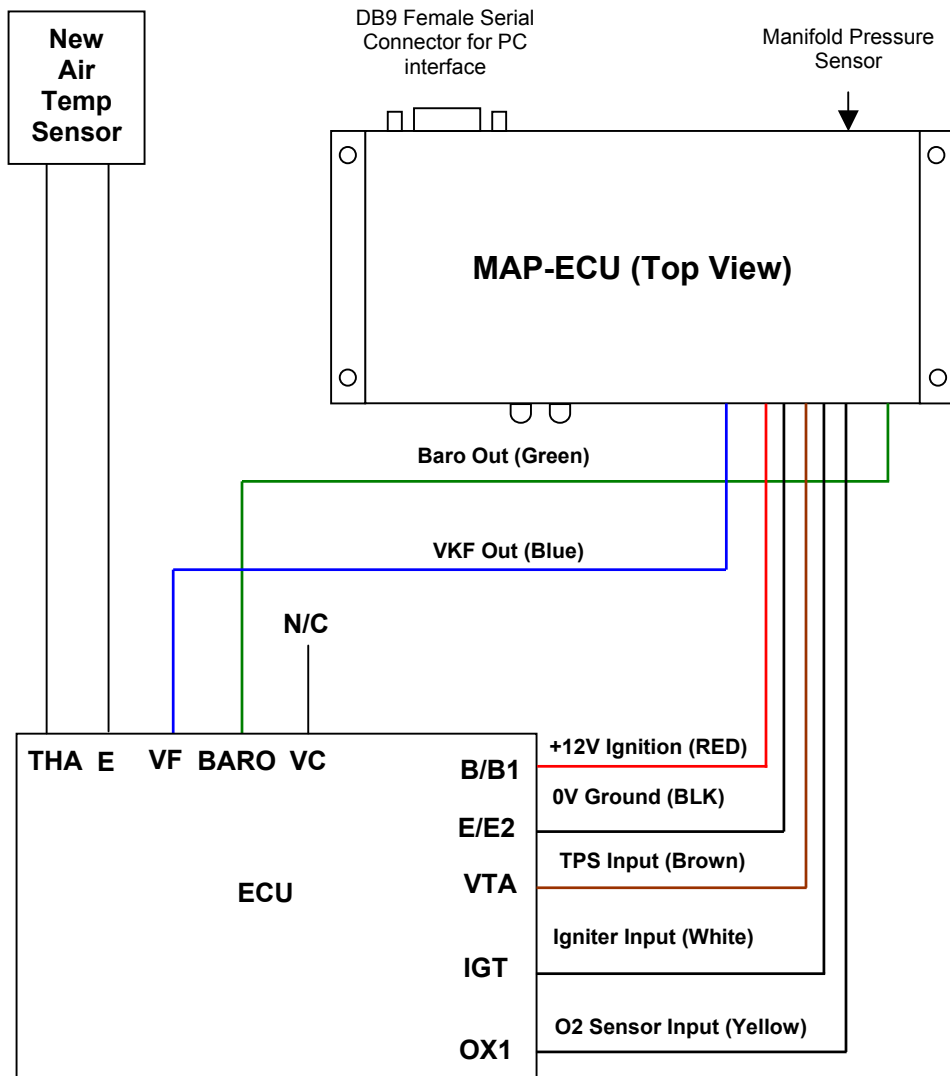 New
Air
Temp
Sensor
DB9 Female Serial
Connector for PC
interface
Manifold Pressure
Sensor
MAP-ECU (Top View)
Baro Out (Green)
VKF Out (Blue)
N/C
THA E VF BARO VC
B/B1
+12V Ignition (RED)
E/E2
0V Ground (BLK)
VTA
TPS Input (Brown)
ECU
IGT
Igniter Input (White)
OX1
O2 Sensor Input (Yellow)